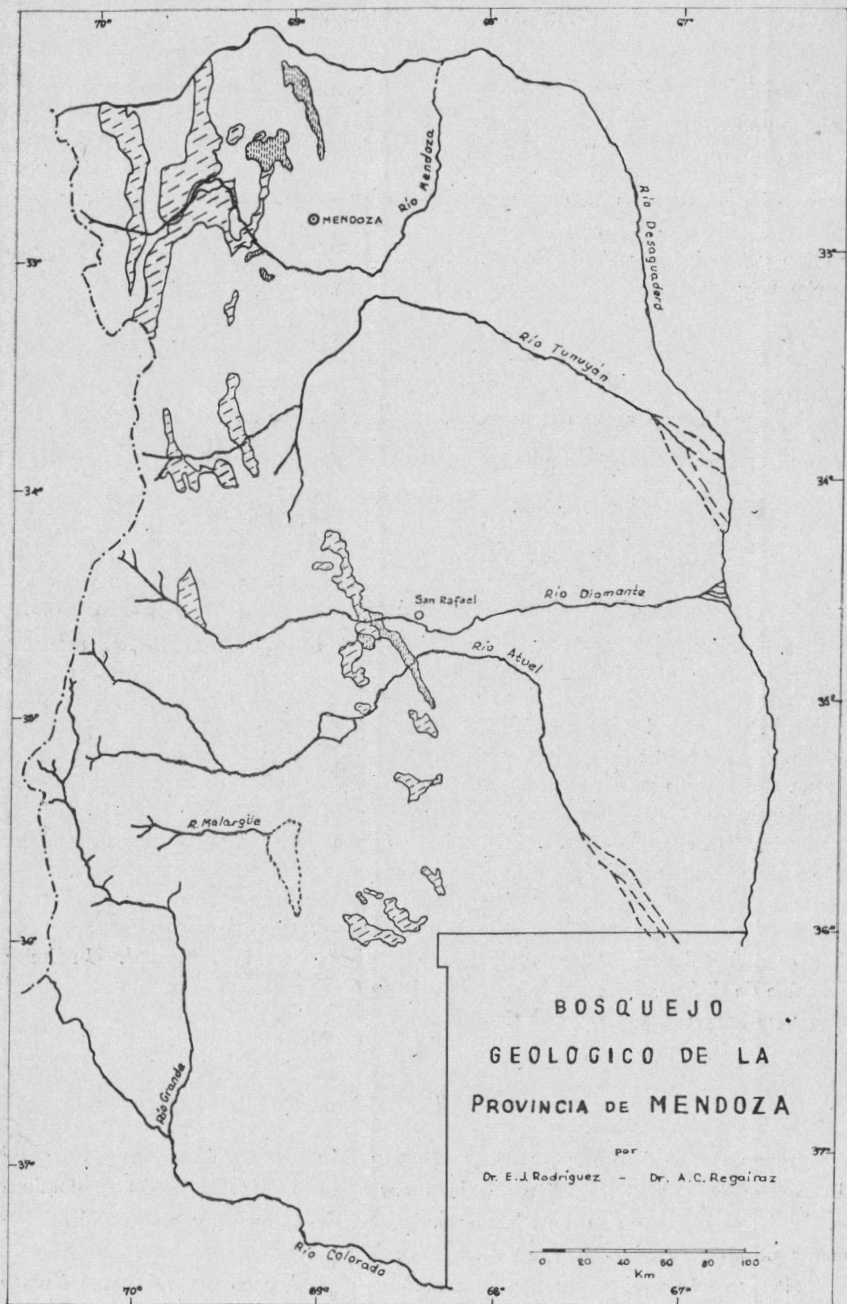 70° 69° 68 67°
MENDOZA
Río Mendoza
Río Desaguadero
33° 33°
Río Tunuyán
34° 34°
San Rafael
Río Diamante
Río Atuel
35° 35°
R. Malargüe
36° 36°
BOSQUEJO
GEOLOGICO DE LA
PROVINCIA DE MENDOZA
por
Dr. E.J. Rodríguez - Dr. A.C. Regairaz
Río Grande
37° 37°
Río Colorado
0 20 40 60 80 100
Km
70° 69° 68° 67°